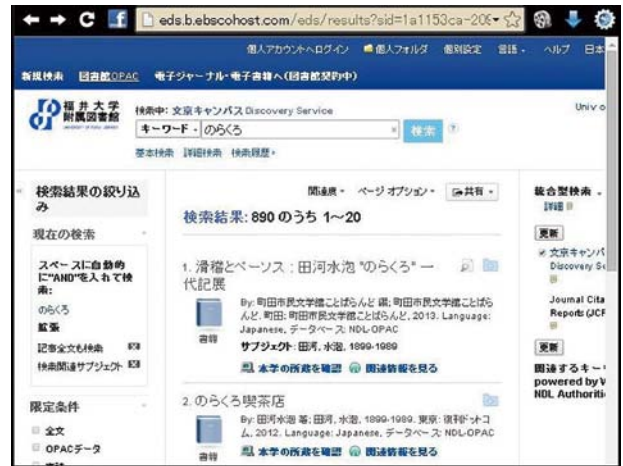 eds.b.ebscohost.com/eds/results?sid=1a1153ca-209
個人アカウントへログイン 個人フォルダ 個別設定 言語 ヘルプ 日本
新規検索 図書館OPAC 電子ジャーナル・電子書籍へ(図書館契約中)
福井大学
附属図書館
検索中: 文京キャンパス Discovery Service
Univ o
キーワード のらくろ 検索 ?
基本検索 詳細検索 検索履歴
検索結果の絞り込み
現在の検索
スペースに自動的に"AND"を入れて検索:
のらくろ
拡張
記事全文も検索
検索関連サブジェクト
限定条件
全文
OPACデータ
関連度 ページ オプション 共有
検索結果: 890 のうち 1~20
1. 滑稽とペーソス : 田河水泡 "のらくろ" 一
代記展
By: 町田市民文学館ことばらんど 編; 町田市民文学館ことばら
んど. 町田: 町田市民文学館ことばらんど, 2013. Language:
Japanese, データベース: NDL-OPAC
書籍
サブジェクト: 田河, 水泡, 1899-1989
本学の所蔵を確認 関連情報を見る
2. のらくろ喫茶店
By: 田河水泡 著; 田河, 水泡, 1899-1989. 東京: 復刊ドットコ
ム, 2012. Language: Japanese, データベース: NDL-OPAC
書籍
本学の所蔵を確認 関連情報を見る
統合型検索
詳細
更新
文京キャンパ
Discovery Se
Journal Cita
Reports (JCR
更新
関連するキー
powered by W
NDL Authoriti